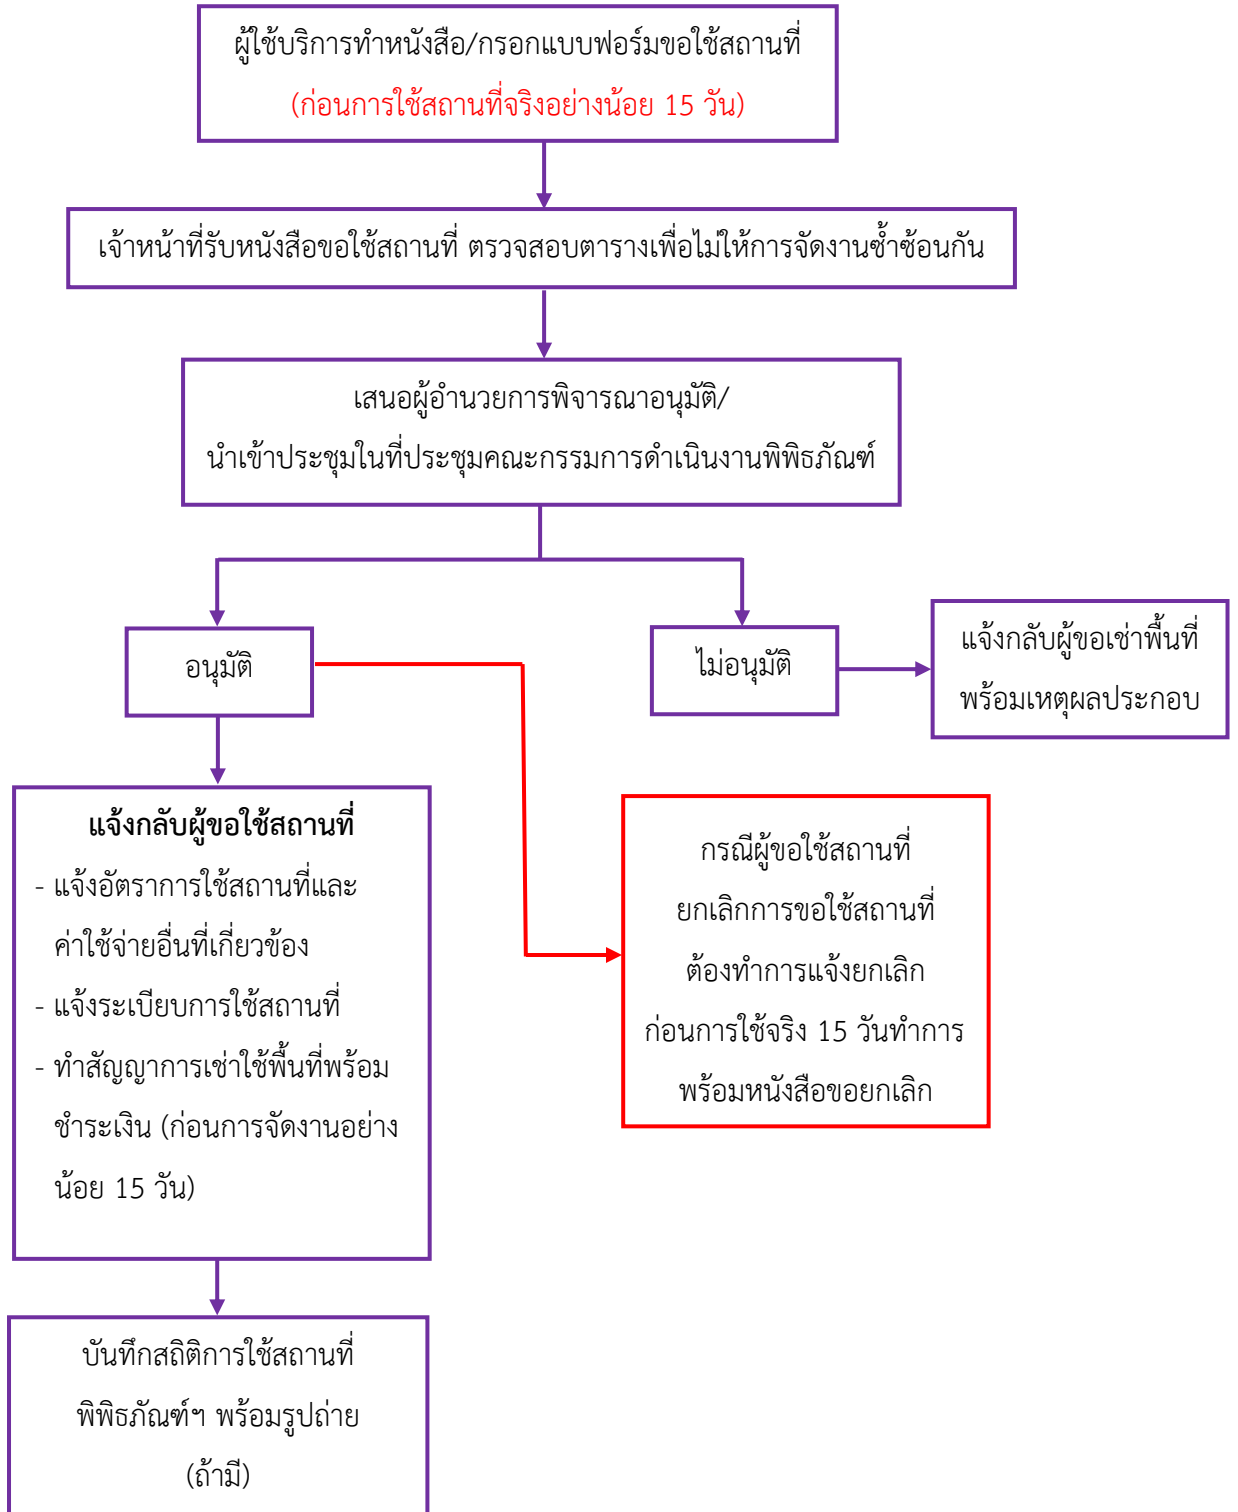 ผู้ใช้บริการทำหนังสือ/กรอกแบบฟอร์มขอใช้สถานที่
(ก่อนการใช้สถานที่จริงอย่างน้อย 15 วัน)
เจ้าหน้าที่รับหนังสือขอใช้สถานที่ ตรวจสอบตารางเพื่อไม่ให้การจัดงานซ้ำซ้อนกัน
เสนอผู้อำนวยการพิจารณาอนุมัติ/
นำเข้าประชุมในที่ประชุมคณะกรรมการดำเนินงานพิพิธภัณฑ์
อนุมัติ
ไม่อนุมัติ
แจ้งกลับผู้ขอเช่าพื้นที่
พร้อมเหตุผลประกอบ
แจ้งกลับผู้ขอใช้สถานที่
- แจ้งอัตราการใช้สถานที่และ
ค่าใช้จ่ายอื่นที่เกี่ยวข้อง
- แจ้งระเบียบการใช้สถานที่
- ทำสัญญาการเช่าใช้พื้นที่พร้อม
ชำระเงิน (ก่อนการจัดงานอย่าง
น้อย 15 วัน)
กรณีผู้ขอใช้สถานที่
ยกเลิกการขอใช้สถานที่
ต้องทำการแจ้งยกเลิก
ก่อนการใช้จริง 15 วันทำการ
พร้อมหนังสือขอยกเลิก
บันทึกสถิติการใช้สถานที่
พิพิธภัณฑ์ฯ พร้อมรูปถ่าย
(ถ้ามี)